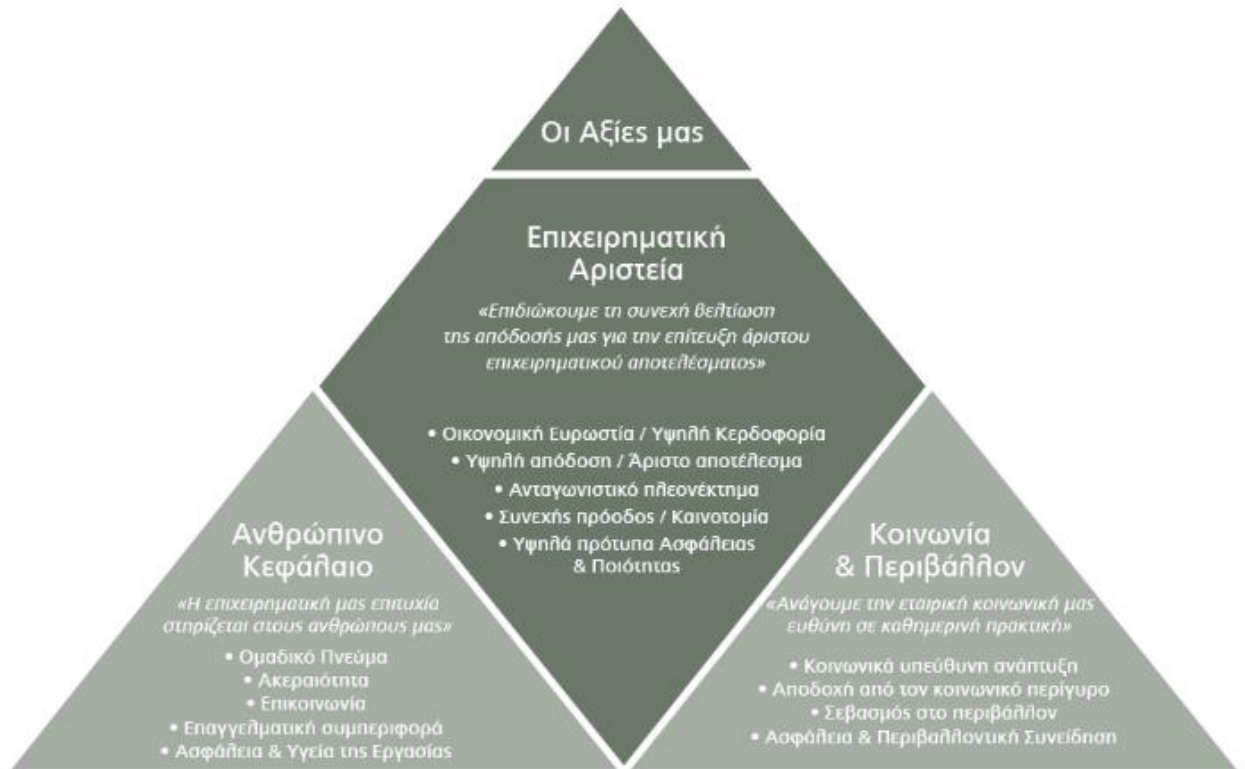 Οι Αξίες μας
Επιχειρηματική
Αριστεία
«Επιδιώκουμε τη συνεχή βελτίωση
της απόδοσής μας για την επίτευξη άριστου
επιχειρηματικού αποτελέσματος»
• Οικονομική Ευρωστία / Υψηλή Κερδοφορία
• Υψηλή απόδοση / Άριστο αποτέλεσμα
• Ανταγωνιστικό πλεονέκτημα
• Συνεχής πρόοδος / Καινοτομία
• Υψηλά πρότυπα Ασφάλειας
& Ποιότητας
Ανθρώπινο
Κεφάλαιο
«Η επιχειρηματική μας επιτυχία
στηρίζεται στους ανθρώπους μας»
• Ομαδικό Πνεύμα
• Ακεραιότητα
• Επικοινωνία
• Επαγγελματική συμπεριφορά
• Ασφάλεια & Υγεία της Εργασίας
Κοινωνία
& Περιβάλλον
«Ανάγουμε την εταιρική κοινωνική μας
ευθύνη σε καθημερινή πρακτική»
• Κοινωνικά υπεύθυνη ανάπτυξη
• Αποδοχή από τον κοινωνικό περίγυρο
• Σεβασμός στο περιβάλλον
• Ασφάλεια & Περιβαλλοντική Συνείδηση